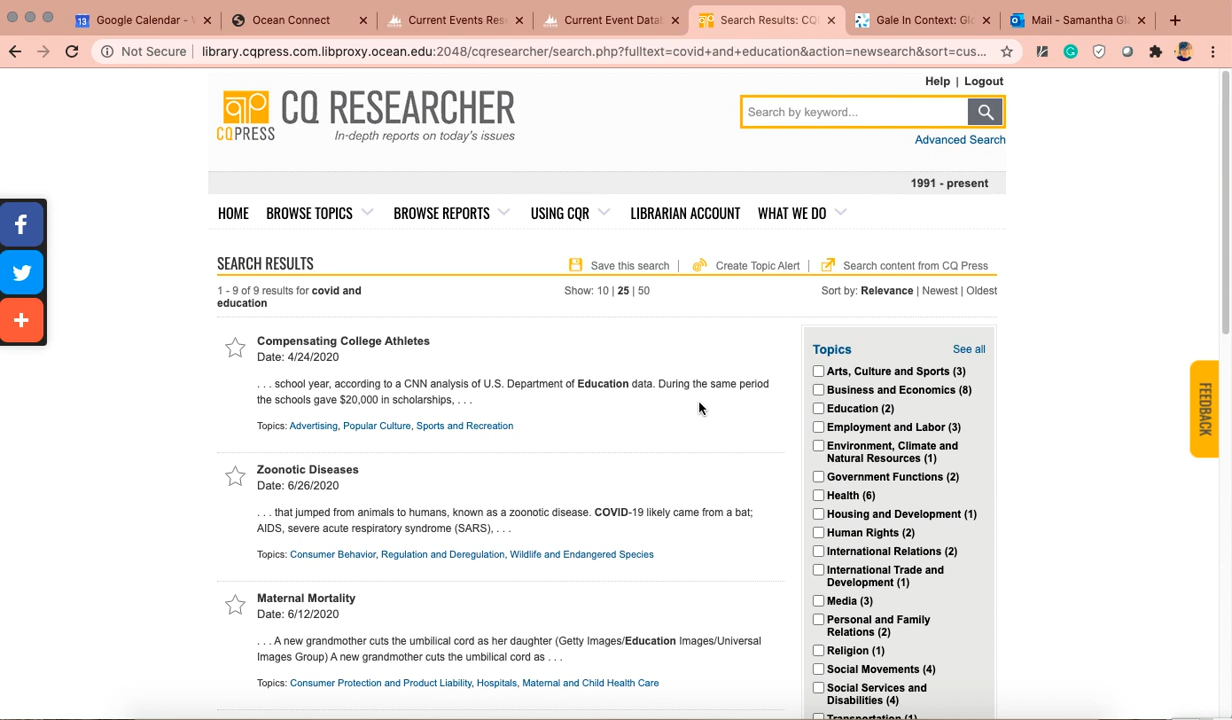 Google Calendar - W
Ocean Connect
Current Events Res
Current Event Datab
Search Results: CQ
Gale In Context: Glo
Mail - Samantha Gla
Not Secure library.cqpress.com.libproxy.ocean.edu:2048/cqresearcher/search.php?fulltext=covid+and+education&action=newsearch&sort=cus...
Help | Logout
CQPRESS
CQ RESEARCHER
In-depth reports on today's issues
Search by keyword...
Advanced Search
1991 - present
HOME BROWSE TOPICS BROWSE REPORTS USING CQR LIBRARIAN ACCOUNT WHAT WE DO
SEARCH RESULTS
Save this search | Create Topic Alert | Search content from CQ Press
1 - 9 of 9 results for covid and
education
Show: 10 | 25 | 50
Sort by: Relevance | Newest | Oldest
Compensating College Athletes
Date: 4/24/2020
. . . school year, according to a CNN analysis of U.S. Department of Education data. During the same period
the schools gave $20,000 in scholarships, . . .
Topics: Advertising, Popular Culture, Sports and Recreation
Zoonotic Diseases
Date: 6/26/2020
. . . that jumped from animals to humans, known as a zoonotic disease. COVID-19 likely came from a bat;
AIDS, severe acute respiratory syndrome (SARS), . . .
Topics: Consumer Behavior, Regulation and Deregulation, Wildlife and Endangered Species
Maternal Mortality
Date: 6/12/2020
. . . A new grandmother cuts the umbilical cord as her daughter (Getty Images/Education Images/Universal
Images Group) A new grandmother cuts the umbilical cord as . . .
Topics: Consumer Protection and Product Liability, Hospitals, Maternal and Child Health Care
Topics
See all
Arts, Culture and Sports (3)
Business and Economics (8)
Education (2)
Employment and Labor (3)
Environment, Climate and
Natural Resources (1)
Government Functions (2)
Health (6)
Housing and Development (1)
Human Rights (2)
International Relations (2)
International Trade and
Development (1)
Media (3)
Personal and Family
Relations (2)
Religion (1)
Social Movements (4)
Social Services and
Disabilities (4)
Transportation (1)
FEEDBACK